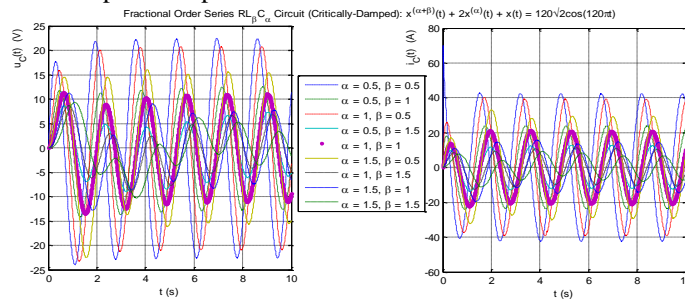 Fractional Order Series RLβCα Circuit (Critically-Damped): x^(α+β)(t) + 2x^(α)(t) + x(t) = 120√2cos(120πt)
u_C(t) (V)
25
20
15
10
5
0
-5
-10
-15
-20
-25
0 2 4 6 8 10
t (s)
α = 0.5, β = 0.5
α = 0.5, β = 1
α = 1, β = 0.5
α = 0.5, β = 1.5
α = 1, β = 1
α = 1.5, β = 0.5
α = 1, β = 1.5
α = 1.5, β = 1
α = 1.5, β = 1.5
i_C(t) (A)
80
60
40
20
0
-20
-40
-60
0 2 4 6 8 10
t (s)